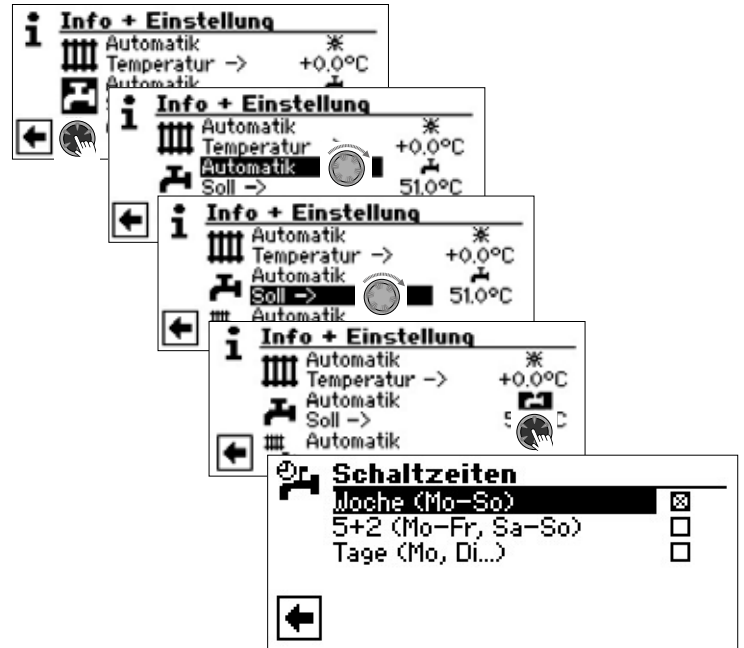 Info + Einstellung
Automatik
Temperatur -> +0.0°C
Automatik
Info + Einstellung
Automatik
Temperatur +0.0°C
Automatik
Soll -> 51.0°C
Info + Einstellung
Automatik
Temperatur -> +0.0°C
Automatik
Soll -> 51.0°C
Automatik
Info + Einstellung
Automatik
Temperatur -> +0.0°C
Automatik
Soll ->
Automatik
Schaltzeiten
Woche (Mo-So)
5+2 (Mo-Fr, Sa-So)
Tage (Mo, Di...)